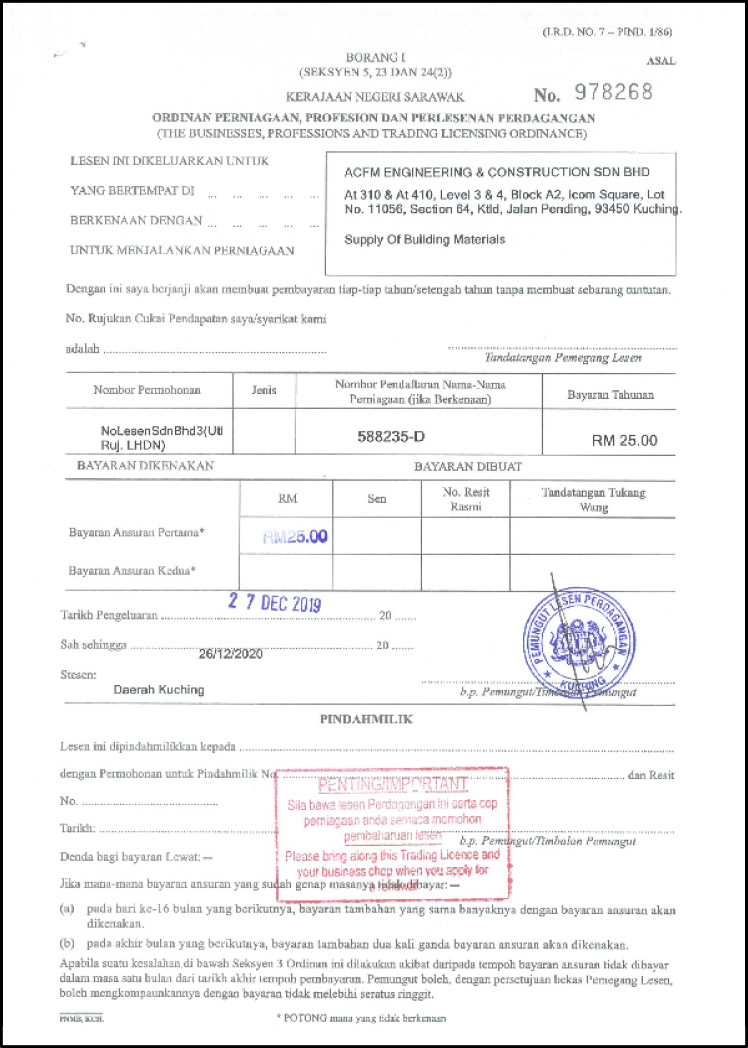 (I.R.D. NO. 7 – PIND. 1/86)
BORANG I
(SEKSYEN 5, 23 DAN 24(2))
ASAL
KERAJAAN NEGERI SARAWAK
No. 978268
ORDINAN PERNIAGAAN, PROFESION DAN PERLESENAN PERDAGANGAN
(THE BUSINESSES, PROFESSIONS AND TRADING LICENSING ORDINANCE)
LESEN INI DIKELUARKAN UNTUK
ACFM ENGINEERING & CONSTRUCTION SDN BHD
YANG BERTEMPAT DI ... ... ... ... ...
At 310 & At 410, Level 3 & 4, Block A2, Icom Square, Lot
No. 11056, Section 64, Ktld, Jalan Pending, 93450 Kuching.
BERKENAAN DENGAN ... ... ... ... ...
Supply Of Building Materials
UNTUK MENJALANKAN PERNIAGAAN
Dengan ini saya berjanji akan membuat pembayaran tiap-tiap tahun/setengah tahun tanpa membuat sebarang tuntutan.
No. Rujukan Cukai Pendapatan saya/syarikat kami
adalah
Tandatangan Pemegang Lesen
Nombor Permohonan
Jenis
Nombor Pendaftaran Nama-Nama
Perniagaan (jika Berkenaan)
Bayaran Tahunan
NoLesenSdnBhd3(Utl
Ruj. LHDN)
588235-D
RM 25.00
BAYARAN DIKENAKAN
BAYARAN DIBUAT
RM
Sen
No. Resit
Rasmi
Tandatangan Tukang
Wang
Bayaran Ansuran Pertama*
RM25.00
Bayaran Ansuran Kedua*
27 DEC 2019
Tarikh Pengeluaran ........ 20 ......
Sah sehingga ........ 20 ......
26/12/2020
Stesen:
Daerah Kuching
PEMUNGUT LESEN PERDAGANGAN
KUCHING
b.p. Pemungut/Timbalan Pemungut
PINDAHMILIK
Lesen ini dipindahmilikkan kepada
dengan Permohonan untuk Pindahmilik No. ........ dan Resit
No.
Tarikh:
b.p. Pemungut/Timbalan Pemungut
PENTING/IMPORTANT
Sila bawa lesen Perdagangan ini serta cop
perniagaan anda semasa memohon
pembaharuan lesen
Please bring along this Trading Licence and
your business chop when you apply for
a renewal
Denda bagi bayaran Lewat: —
Jika mana-mana bayaran ansuran yang sudah genap masanya tidak dibayar: —
(a) pada hari ke-16 bulan yang berikutnya, bayaran tambahan yang sama banyaknya dengan bayaran ansuran akan
dikenakan.
(b) pada akhir bulan yang berikutnya, bayaran tambahan dua kali ganda bayaran ansuran akan dikenakan.
Apabila suatu kesalahan di bawah Seksyen 3 Ordinan ini dilakukan akibat daripada tempoh bayaran ansuran tidak dibayar
dalam masa satu bulan dari tarikh akhir tempoh pembayaran. Pemungut boleh, dengan persetujuan bekas Pemegang Lesen,
boleh mengkompaunkannya dengan bayaran tidak melebihi seratus ringgit.
PNMB, KCH.
* POTONG mana yang tidak berkenaan